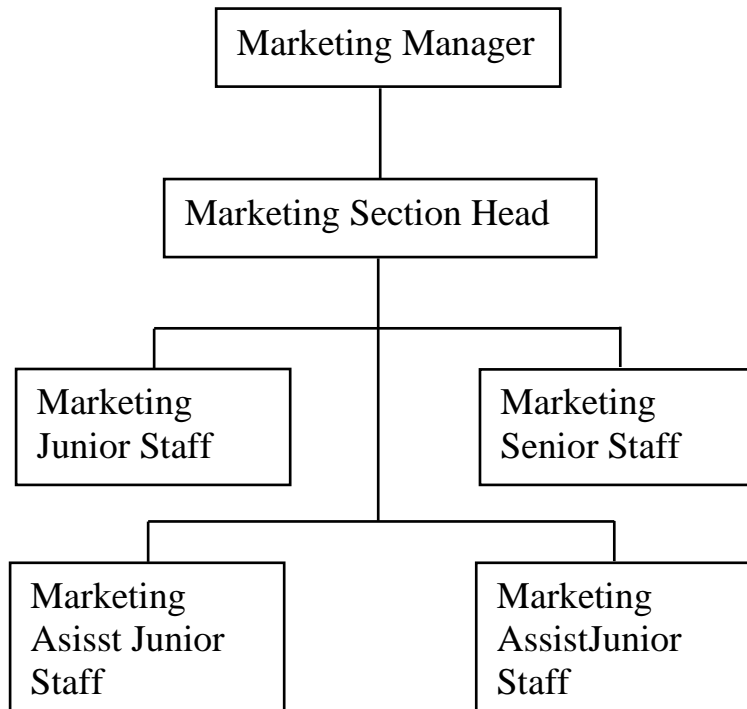 Marketing Manager
Marketing Section Head
Marketing
Junior Staff
Marketing
Senior Staff
Marketing
Asisst Junior
Staff
Marketing
AssistJunior
Staff